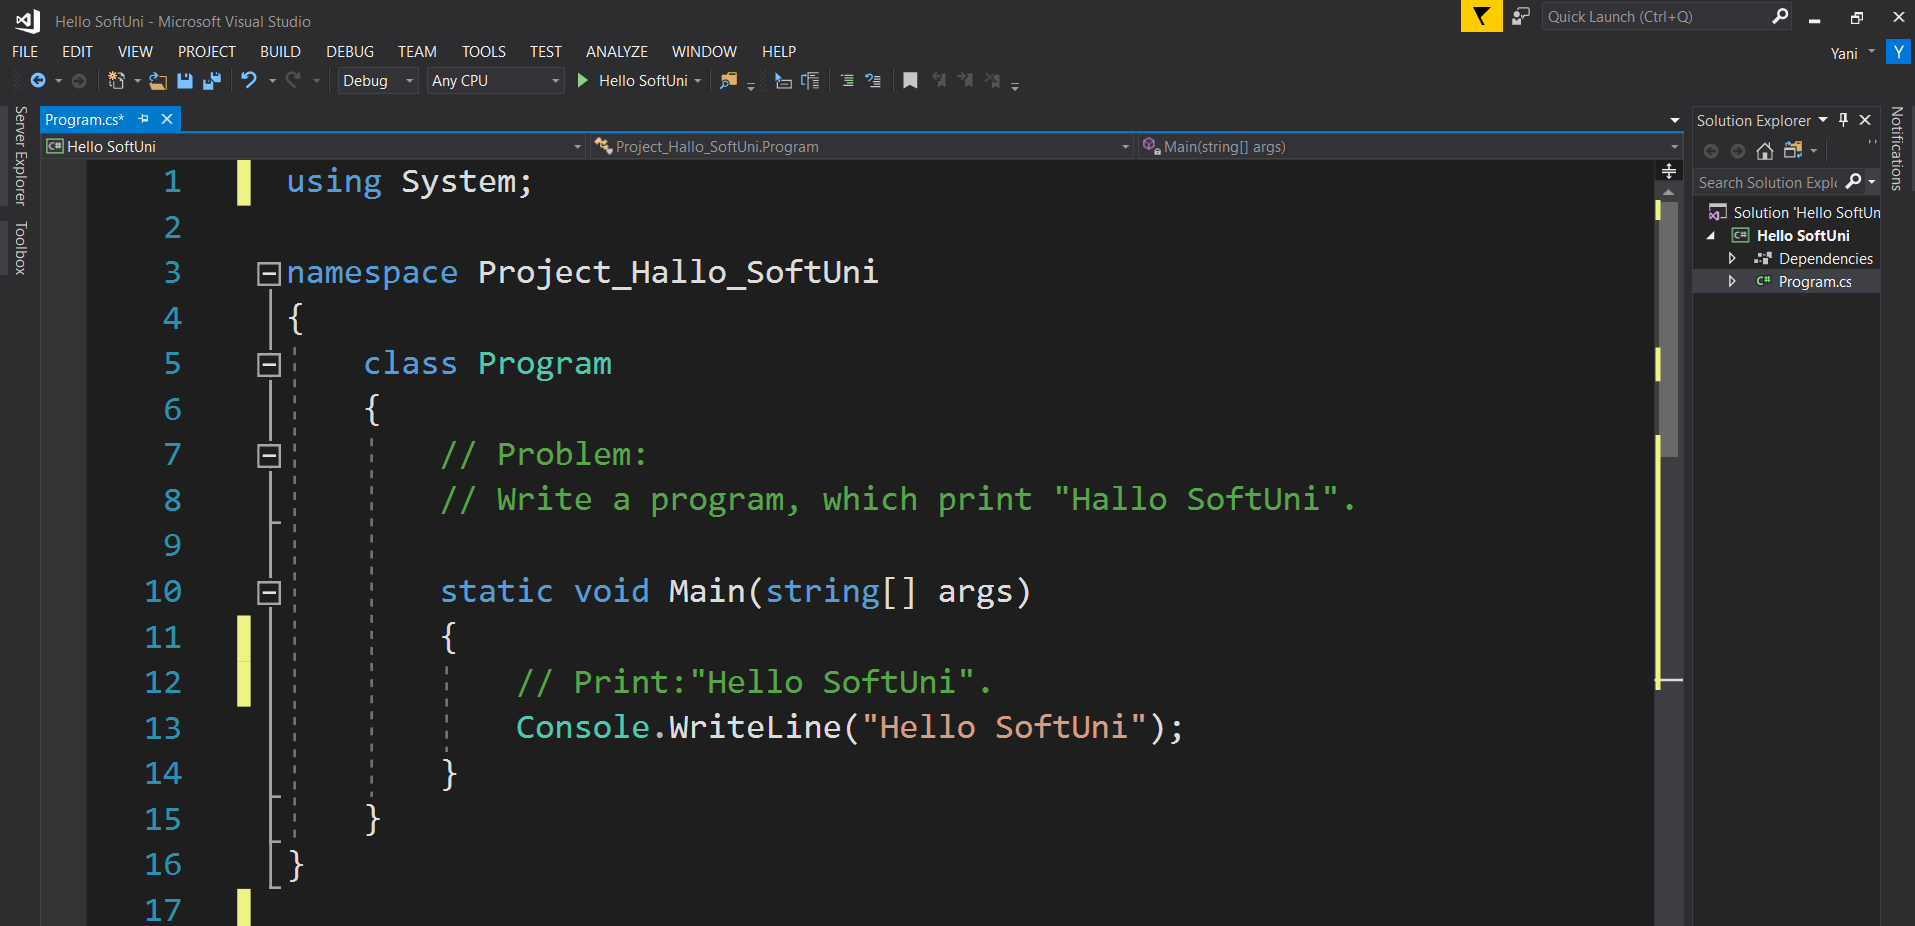 Hello SoftUni - Microsoft Visual Studio
Quick Launch (Ctrl+Q)
FILE EDIT VIEW PROJECT BUILD DEBUG TEAM TOOLS TEST ANALYZE WINDOW HELP
Yani Y
Debug Any CPU Hello SoftUni
Server Explorer
Toolbox
Program.cs*
C# Hello SoftUni Project_Hallo_SoftUni.Program Main(string[] args)
1 using System;
2
3 namespace Project_Hallo_SoftUni
4 {
5 class Program
6 {
7 // Problem:
8 // Write a program, which print "Hallo SoftUni".
9
10 static void Main(string[] args)
11 {
12 // Print:"Hello SoftUni".
13 Console.WriteLine("Hello SoftUni");
14 }
15 }
16 }
17
Solution Explorer
Search Solution Explo
Solution 'Hello SoftUn
C# Hello SoftUni
Dependencies
C# Program.cs
Notifications